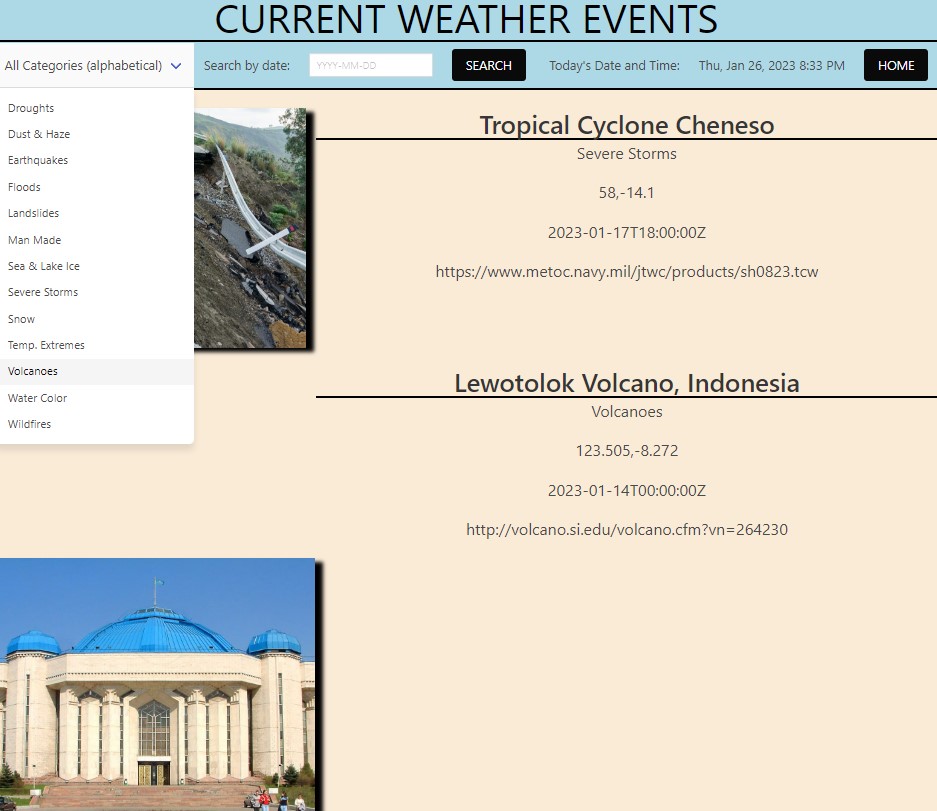 CURRENT WEATHER EVENTS
All Categories (alphabetical) Search by date: YYYY-MM-DD SEARCH Today's Date and Time: Thu, Jan 26, 2023 8:33 PM HOME
Droughts
Dust & Haze
Earthquakes
Floods
Landslides
Man Made
Sea & Lake Ice
Severe Storms
Snow
Temp. Extremes
Volcanoes
Water Color
Wildfires
Tropical Cyclone Cheneso
Severe Storms
58,-14.1
2023-01-17T18:00:00Z
https://www.metoc.navy.mil/jtwc/products/sh0823.tcw
Lewotolok Volcano, Indonesia
Volcanoes
123.505,-8.272
2023-01-14T00:00:00Z
http://volcano.si.edu/volcano.cfm?vn=264230